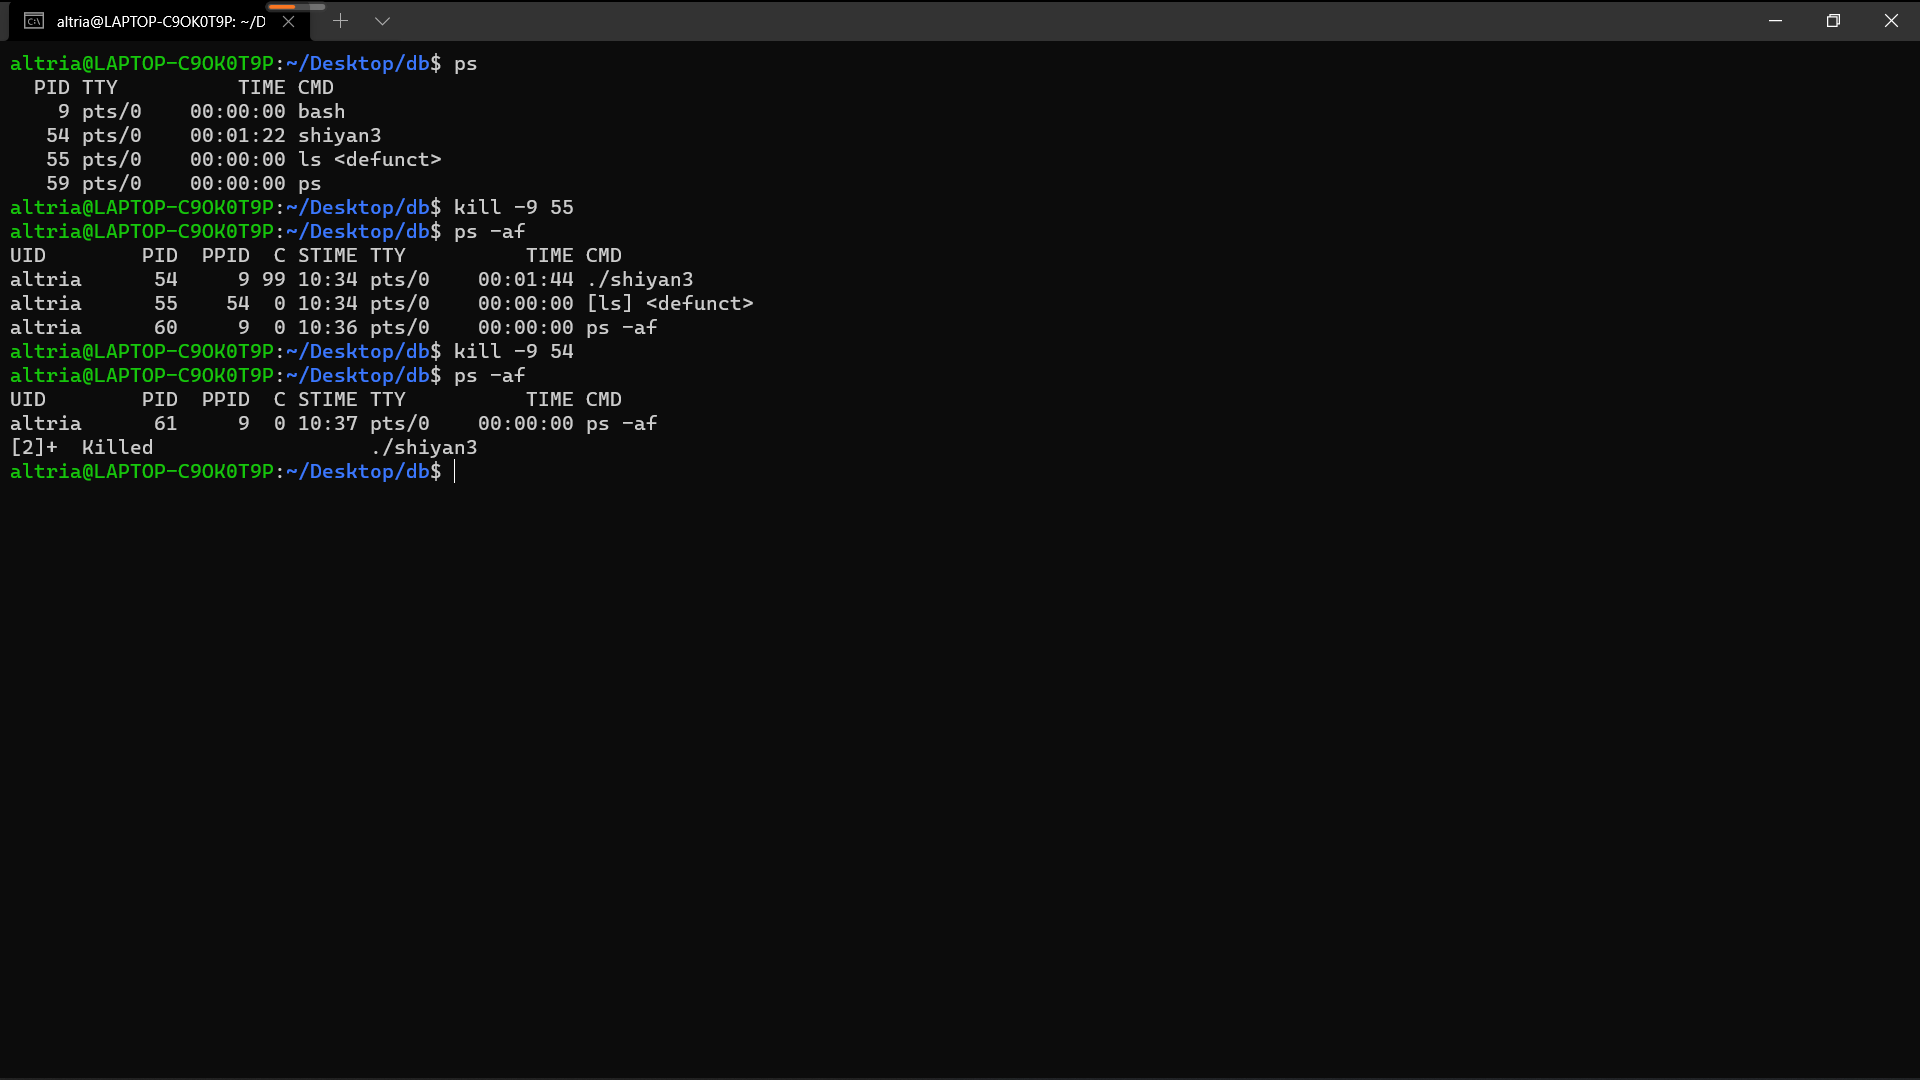 altria@LAPTOP-C9OK0T9P: ~/D
altria@LAPTOP-C9OK0T9P:~/Desktop/db$ ps
  PID TTY          TIME CMD
    9 pts/0    00:00:00 bash
   54 pts/0    00:01:22 shiyan3
   55 pts/0    00:00:00 ls <defunct>
   59 pts/0    00:00:00 ps
altria@LAPTOP-C9OK0T9P:~/Desktop/db$ kill -9 55
altria@LAPTOP-C9OK0T9P:~/Desktop/db$ ps -af
UID        PID  PPID  C STIME TTY          TIME CMD
altria      54     9 99 10:34 pts/0    00:01:44 ./shiyan3
altria      55    54  0 10:34 pts/0    00:00:00 [ls] <defunct>
altria      60     9  0 10:36 pts/0    00:00:00 ps -af
altria@LAPTOP-C9OK0T9P:~/Desktop/db$ kill -9 54
altria@LAPTOP-C9OK0T9P:~/Desktop/db$ ps -af
UID        PID  PPID  C STIME TTY          TIME CMD
altria      61     9  0 10:37 pts/0    00:00:00 ps -af
[2]+  Killed                  ./shiyan3
altria@LAPTOP-C9OK0T9P:~/Desktop/db$